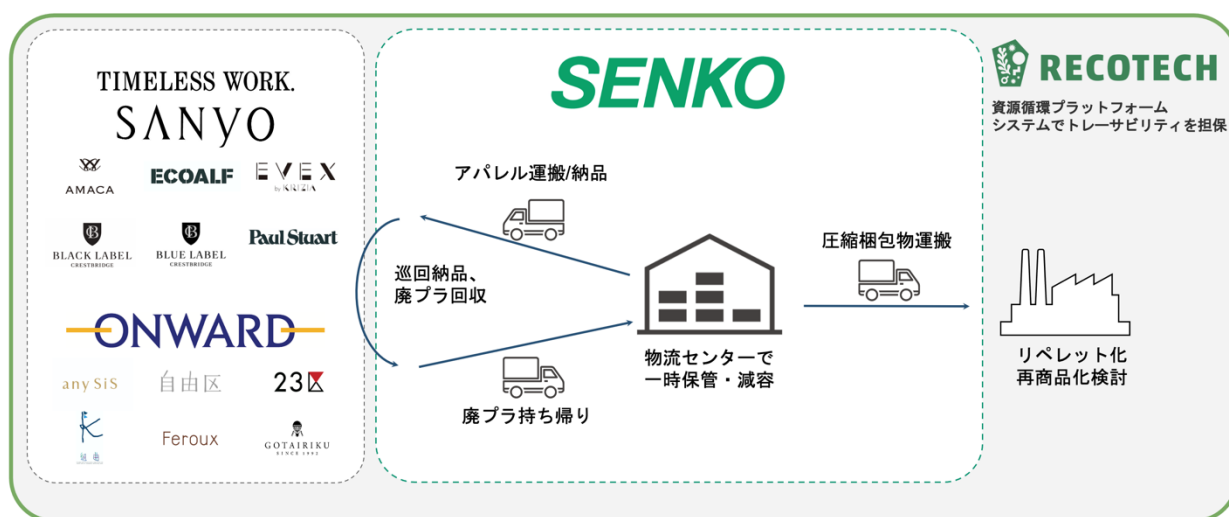 TIMELESS WORK.
SANYO
AMACA
ECOALF
EVEX
by KRIZIA
BLACK LABEL
CRESTBRIDGE
BLUE LABEL
CRESTBRIDGE
Paul Stuart
ONWARD
any SiS
自由区
23区
Feroux
GOTAIRIKU
SINCE 1992
SENKO
アパレル運搬/納品
巡回納品、
廃プラ回収
廃プラ持ち帰り
物流センターで
一時保管・減容
圧縮梱包物運搬
RECOTECH
資源循環プラットフォーム
システムでトレーサビリティを担保
リペレット化
再商品化検討